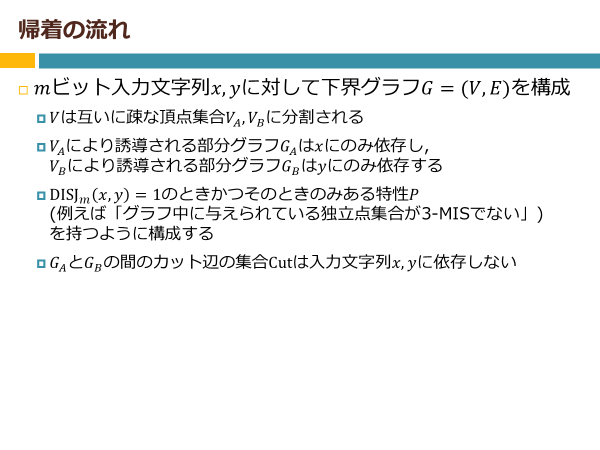 帰着の流れ
𝑚ビット入力文字列𝑥, 𝑦に対して下界グラフ𝐺 = (𝑉, 𝐸)を構成
𝑉は互いに疎な頂点集合𝑉_𝐴, 𝑉_𝐵に分割される
𝑉_𝐴により誘導される部分グラフ𝐺_𝐴は𝑥にのみ依存し,
𝑉_𝐵により誘導される部分グラフ𝐺_𝐵は𝑦にのみ依存する
DISJ_𝑚(𝑥, 𝑦) = 1のときかつそのときのみある特性𝑃
(例えば「グラフ中に与えられている独立点集合が3-MISでない」)
を持つように構成する
𝐺_𝐴と𝐺_𝐵の間のカット辺の集合Cutは入力文字列𝑥, 𝑦に依存しない